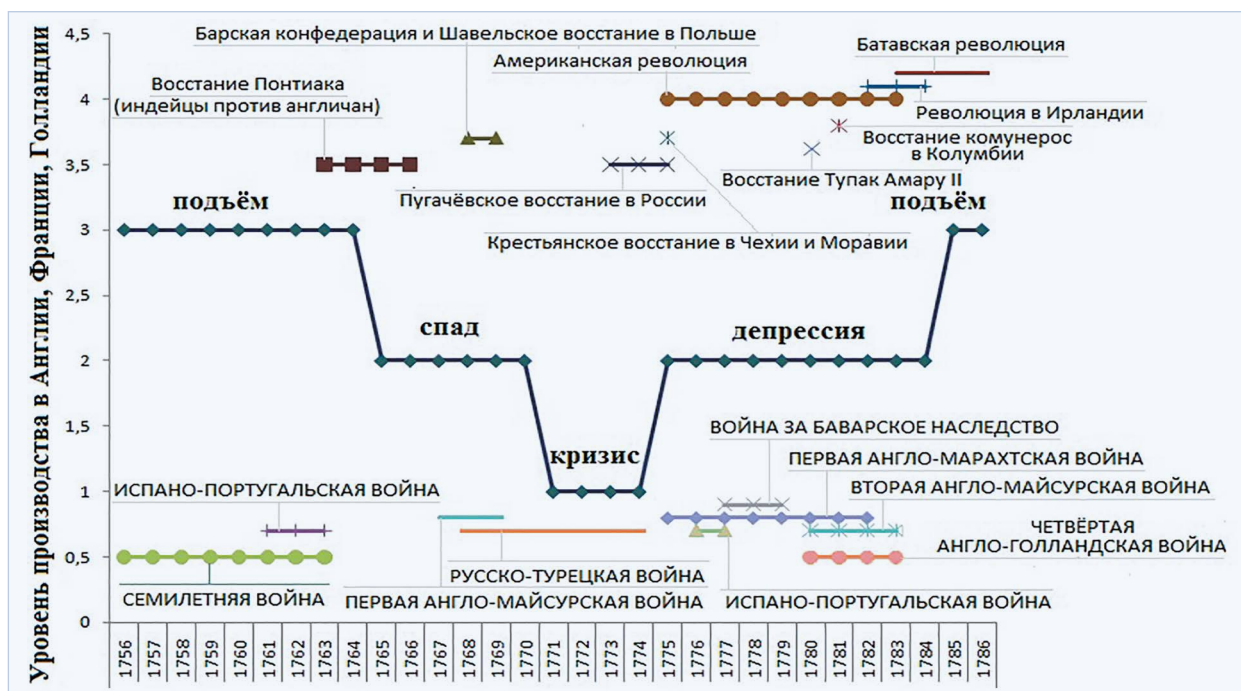 Уровень производства в Англии, Франции, Голландии
4,5
4
3,5
3
2,5
2
1,5
1
0,5
0
Барская конфедерация и Шавельское восстание в Польше
Американская революция
Батавская революция
Восстание Понтиака
(индейцы против англичан)
Революция в Ирландии
Восстание комунерос
в Колумбии
Восстание Тупак Амару II
Пугачёвское восстание в России
Крестьянское восстание в Чехии и Моравии
подъём
подъём
спад
депрессия
кризис
ВОЙНА ЗА БАВАРСКОЕ НАСЛЕДСТВО
ПЕРВАЯ АНГЛО-МАРАХТСКАЯ ВОЙНА
ИСПАНО-ПОРТУГАЛЬСКАЯ ВОЙНА
ВТОРАЯ АНГЛО-МАЙСУРСКАЯ ВОЙНА
ЧЕТВЁРТАЯ
АНГЛО-ГОЛЛАНДСКАЯ ВОЙНА
РУССКО-ТУРЕЦКАЯ ВОЙНА
СЕМИЛЕТНЯЯ ВОЙНА
ПЕРВАЯ АНГЛО-МАЙСУРСКАЯ ВОЙНА
ИСПАНО-ПОРТУГАЛЬСКАЯ ВОЙНА
1756
1757
1758
1759
1760
1761
1762
1763
1764
1765
1766
1767
1768
1769
1770
1771
1772
1773
1774
1775
1776
1777
1778
1779
1780
1781
1782
1783
1784
1785
1786